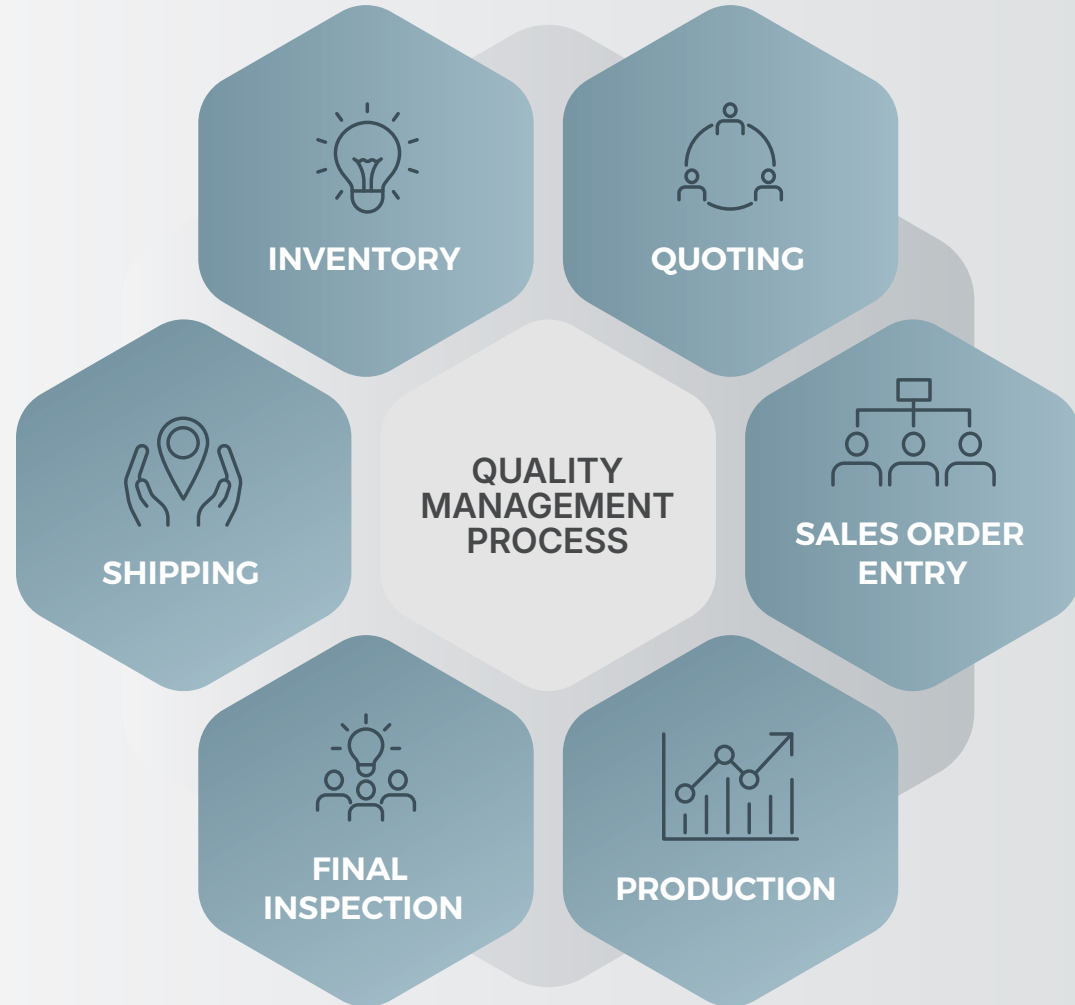 INVENTORY
QUOTING
QUALITY
MANAGEMENT
PROCESS
SALES ORDER
ENTRY
SHIPPING
FINAL
INSPECTION
PRODUCTION